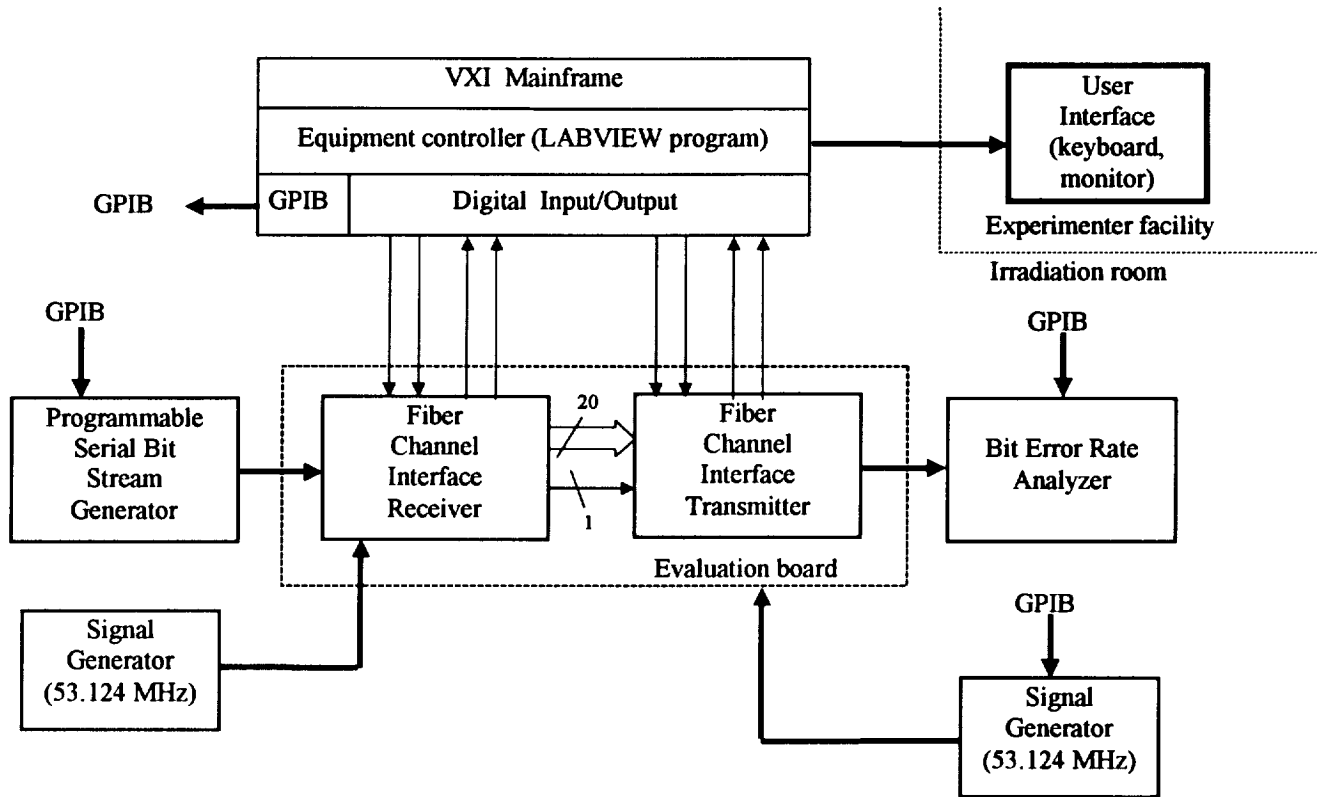 VXI Mainframe
Equipment controller (LABVIEW program)
GPIB
GPIB
Digital Input/Output
User
Interface
(keyboard,
monitor)
Experimenter facility
Irradiation room
GPIB
GPIB
Programmable
Serial Bit
Stream
Generator
Fiber
Channel
Interface
Receiver
20
1
Fiber
Channel
Interface
Transmitter
Bit Error Rate
Analyzer
Evaluation board
Signal
Generator
(53.124 MHz)
GPIB
Signal
Generator
(53.124 MHz)